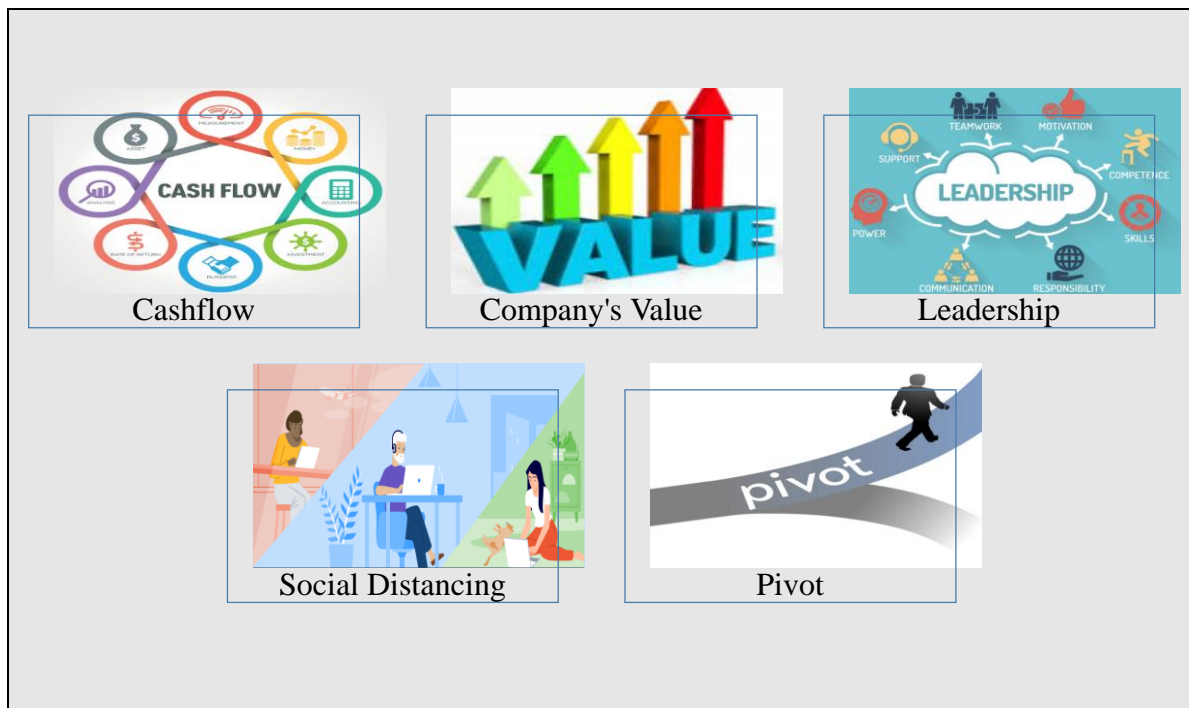 MEASUREMENT
ASSET
MONEY
ANALYSIS
CASH FLOW
ACCOUNTING
RATE OF RETURN
INVESTMENT
BUSINESS
Cashflow
VALUE
Company's Value
TEAMWORK
MOTIVATION
SUPPORT
COMPETENCE
LEADERSHIP
POWER
SKILLS
COMMUNICATION
RESPONSIBILITY
Leadership
Social Distancing
pivot
Pivot